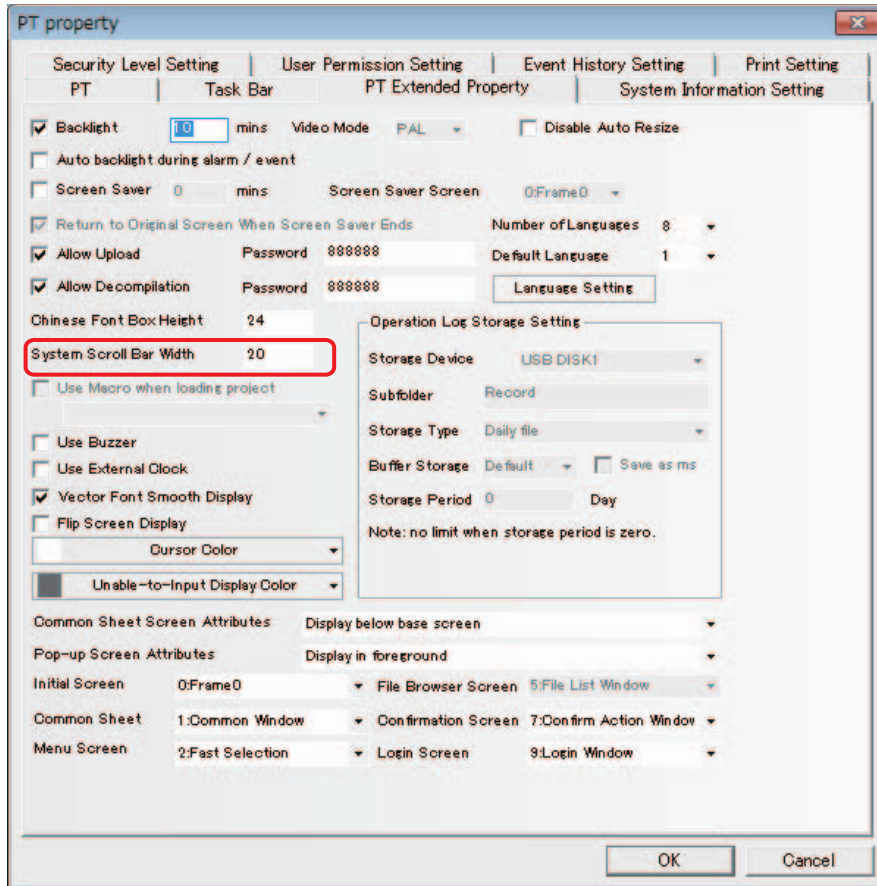 PT property
Security Level Setting User Permission Setting Event History Setting Print Setting
PT Task Bar PT Extended Property System Information Setting
Backlight 10 mins Video Mode PAL Disable Auto Resize
Auto backlight during alarm / event
Screen Saver 0 mins Screen Saver Screen 0:Frame0
Return to Original Screen When Screen Saver Ends Number of Languages 8
Allow Upload Password 888888 Default Language 1
Allow Decompilation Password 888888 Language Setting
Chinese Font Box Height 24 Operation Log Storage Setting
System Scroll Bar Width 20 Storage Device USB DISK1
Use Macro when loading project Subfolder Record
Storage Type Daily file
Use Buzzer
Use External Clock Buffer Storage Default Save as ms
Vector Font Smooth Display Storage Period 0 Day
Flip Screen Display Note: no limit when storage period is zero.
Cursor Color
Unable-to-Input Display Color
Common Sheet Screen Attributes Display below base screen
Pop-up Screen Attributes Display in foreground
Initial Screen 0:Frame0 File Browser Screen 5:File List Window
Common Sheet 1:Common Window Confirmation Screen 7:Confirm Action Window
Menu Screen 2:Fast Selection Login Screen 9:Login Window
OK Cancel